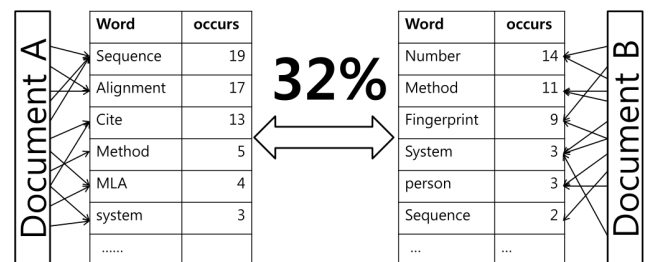 Document A
Word occurs
Sequence 19
Alignment 17
Cite 13
Method 5
MLA 4
system 3
......
32%
Word occurs
Number 14
Method 11
Fingerprint 9
System 3
person 3
Sequence 2
... ...
Document B